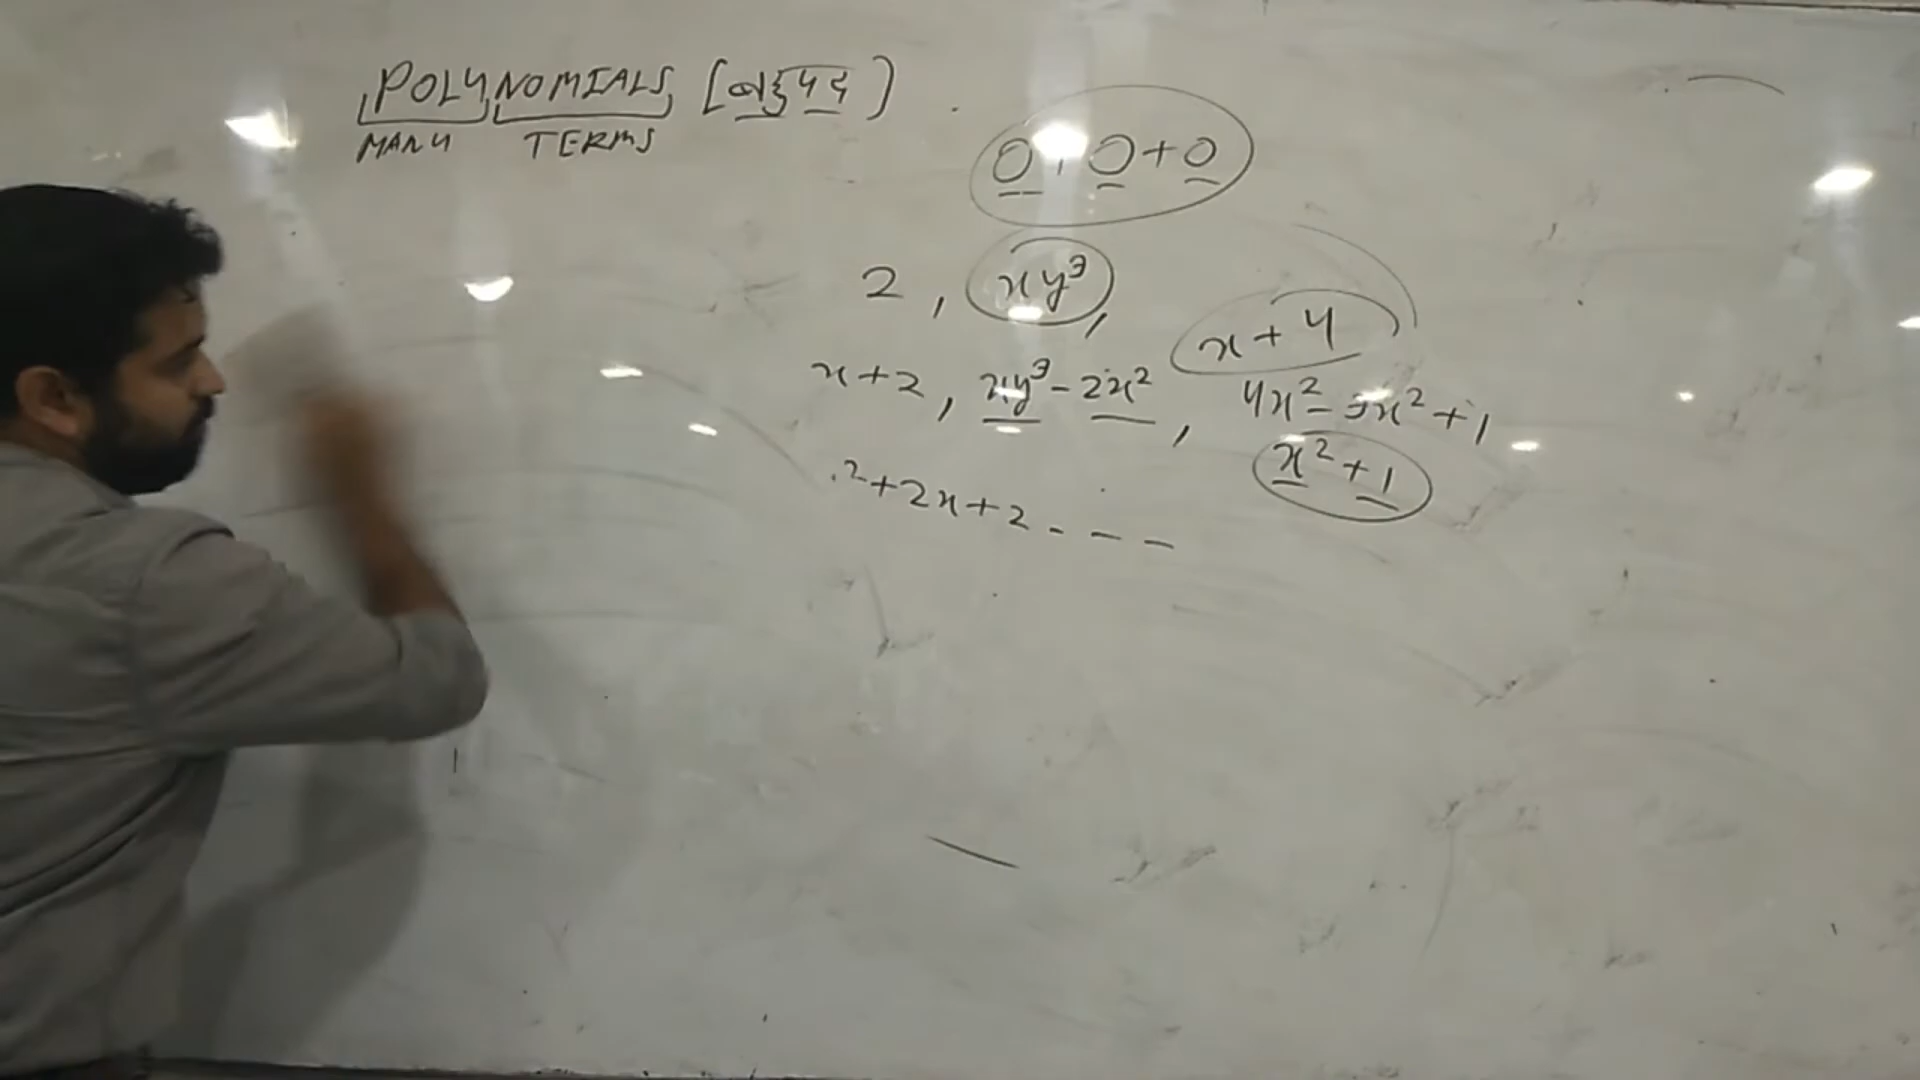 POLYNOMIALS [बहुपद]
MANY TERMS
0 + 0 + 0
2 , xy³ ,
x + 4
x + 2 , xy³ - 2x² , 4x² - 3x² + 1
x² + 1
² + 2x + 2 - - -